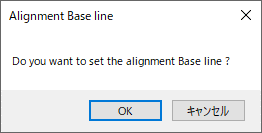 Alignment Base line
Do you want to set the alignment Base line ?
OK
キャンセル